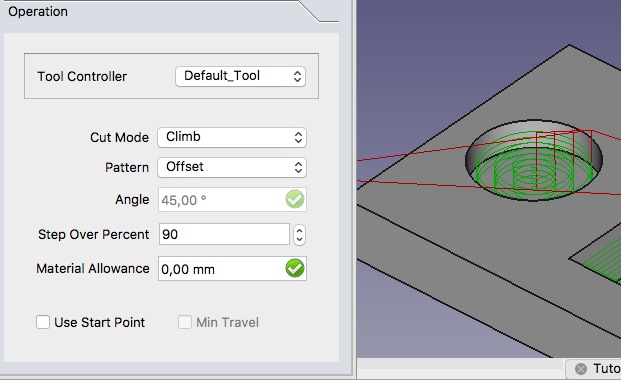 Operation
Tool Controller Default_Tool
Cut Mode Climb
Pattern Offset
Angle 45,00 °
Step Over Percent 90
Material Allowance 0,00 mm
Use Start Point Min Travel
Tuto